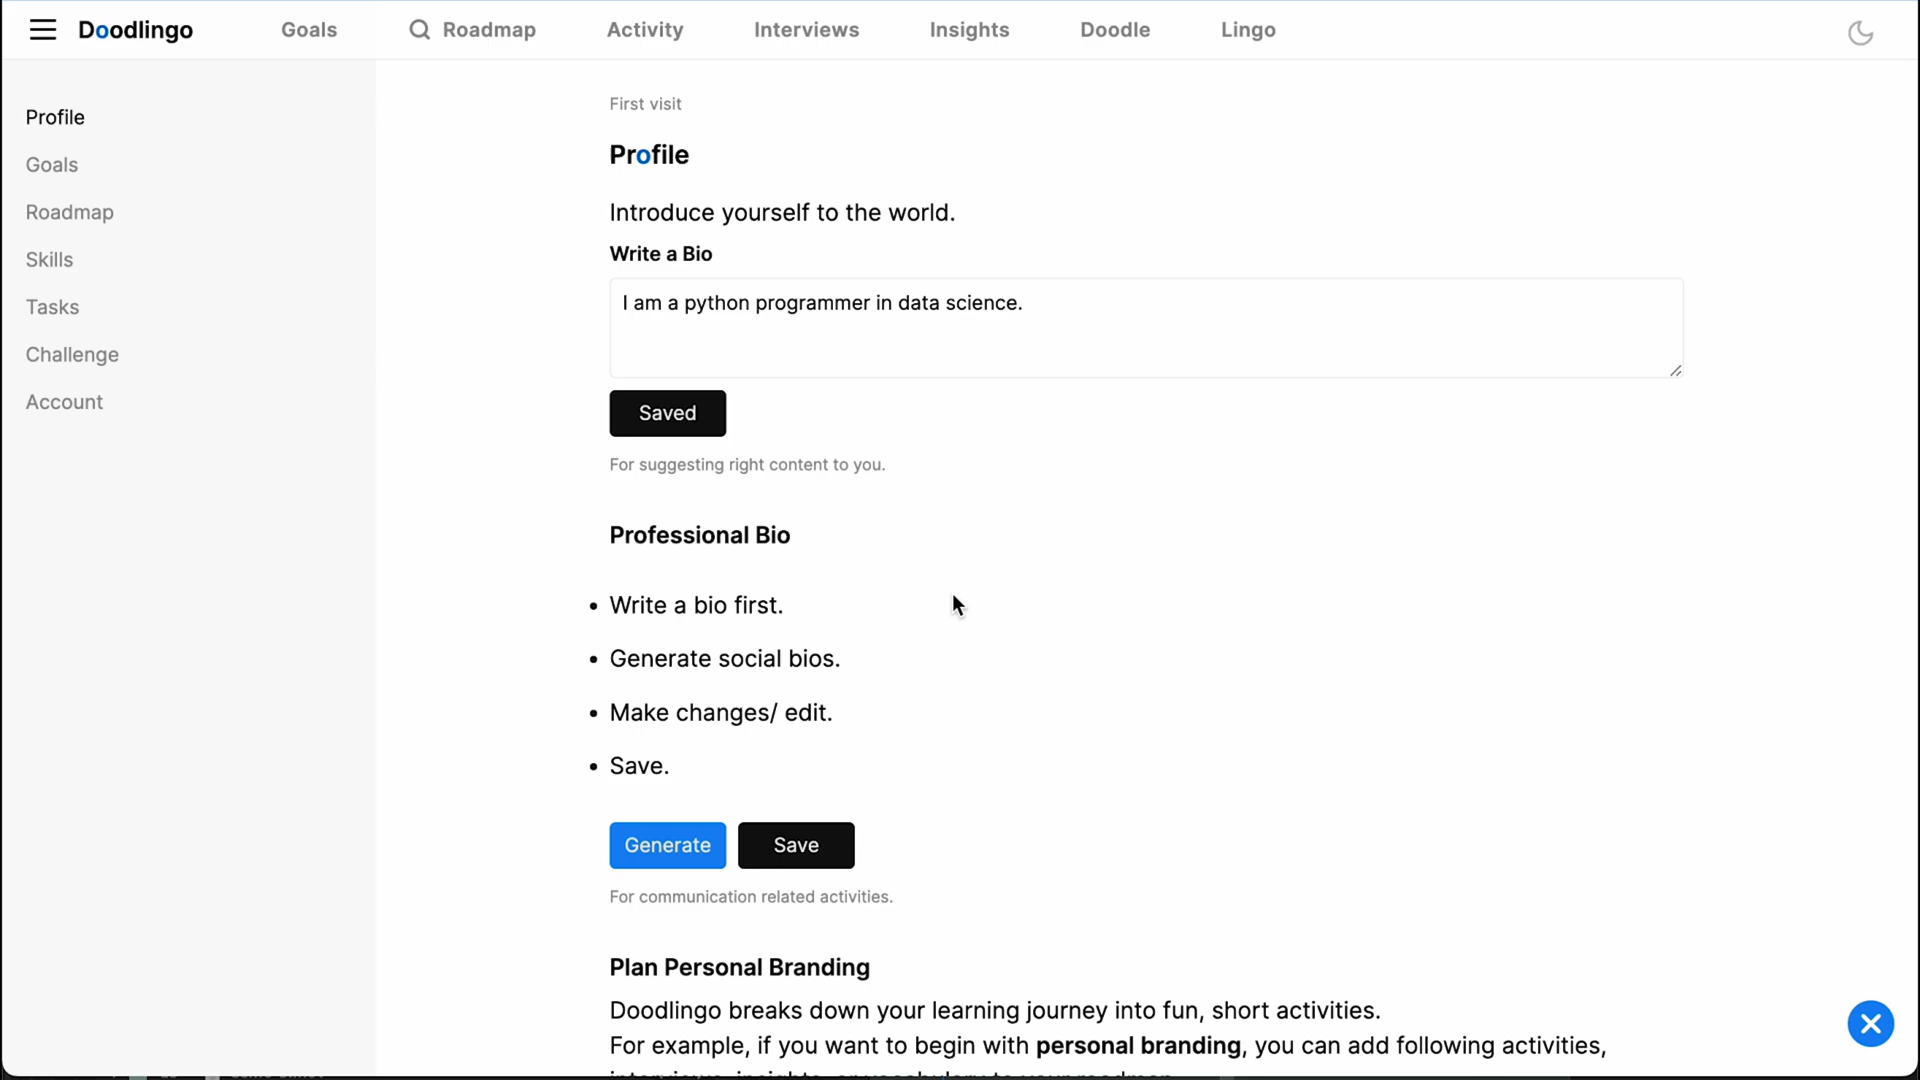 Doodlingo Goals Roadmap Activity Interviews Insights Doodle Lingo
Profile
Goals
Roadmap
Skills
Tasks
Challenge
Account
First visit
Profile
Introduce yourself to the world.
Write a Bio
I am a python programmer in data science.
Saved
For suggesting right content to you.
Professional Bio
• Write a bio first.
• Generate social bios.
• Make changes/ edit.
• Save.
Generate Save
For communication related activities.
Plan Personal Branding
Doodlingo breaks down your learning journey into fun, short activities.
For example, if you want to begin with personal branding, you can add following activities,